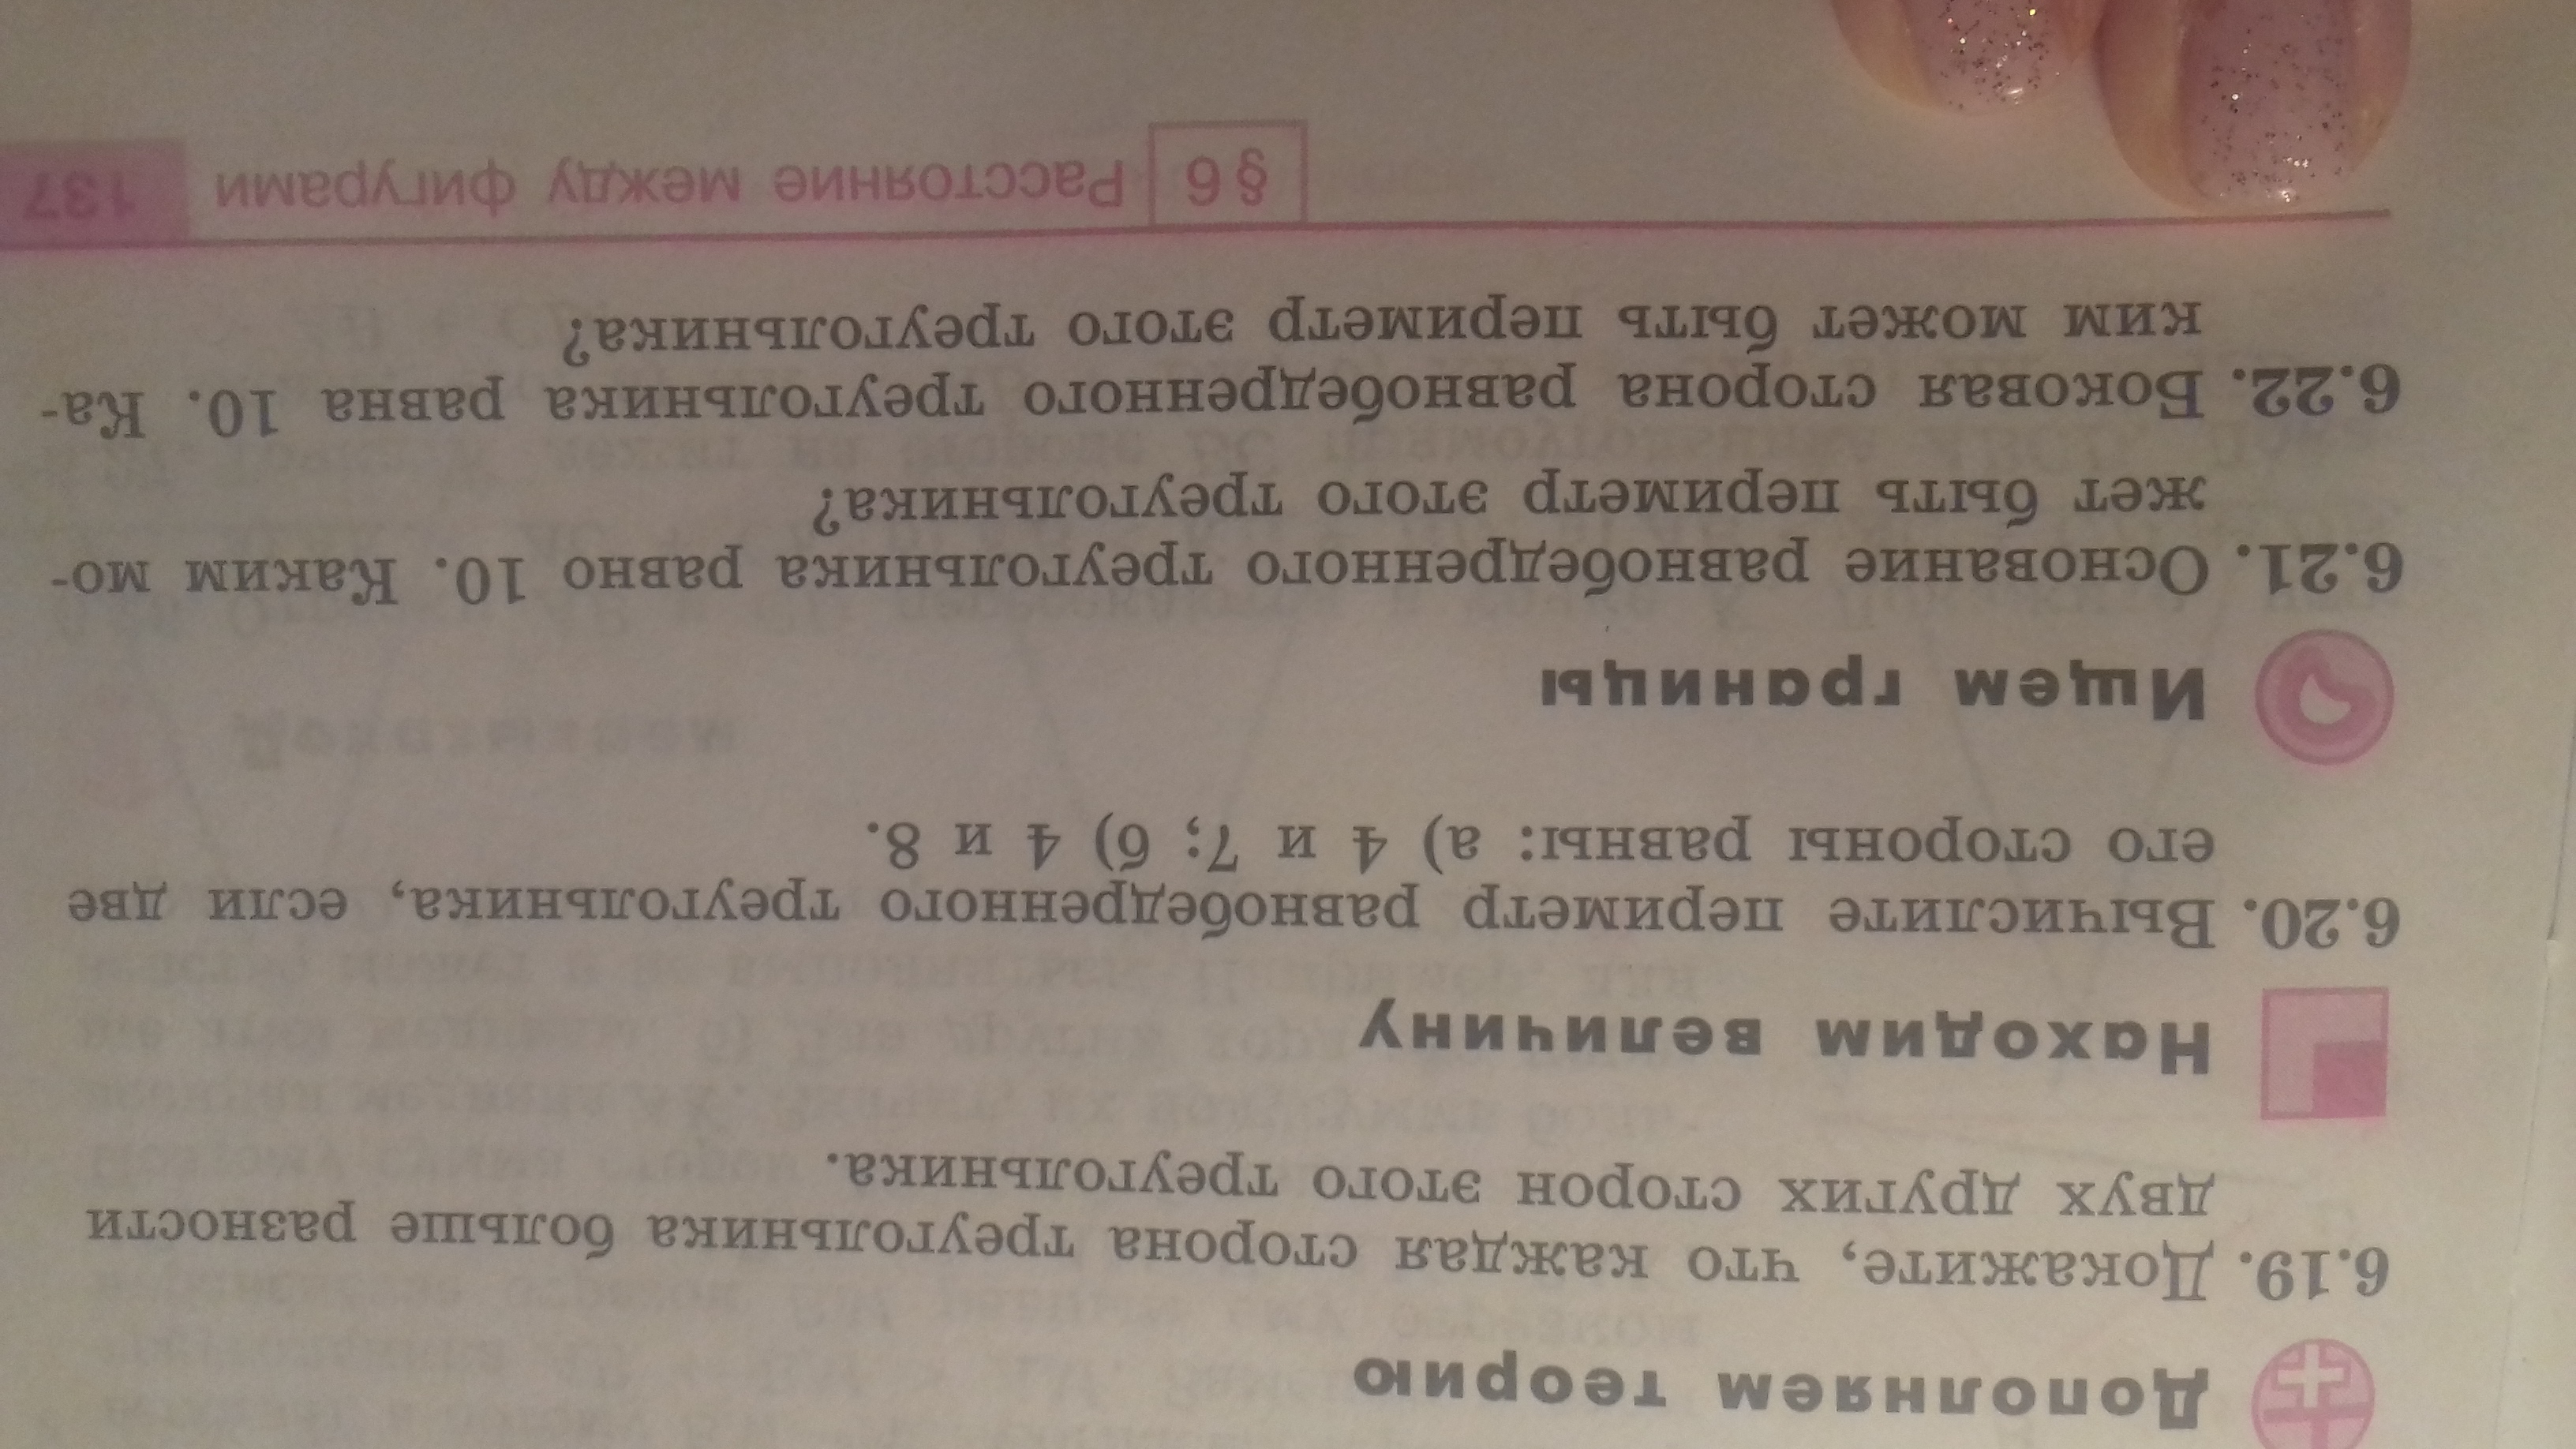 Дополняем теорию
6.19. Докажите, что каждая сторона треугольника больше разности
двух других сторон этого треугольника.
Находим величину
6.20. Вычислите периметр равнобедренного треугольника, если две
его стороны равны: а) 4 и 7; б) 4 и 8.
Ищем границы
6.21. Основание равнобедренного треугольника равно 10. Каким мо-
жет быть периметр этого треугольника?
6.22. Боковая сторона равнобедренного треугольника равна 10. Ка-
ким может быть периметр этого треугольника?
§ 6 Расстояние между фигурами 137